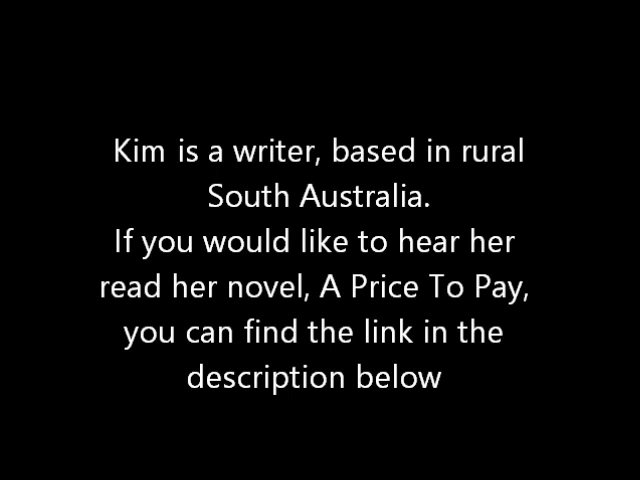 Kim is a writer, based in rural
South Australia.
If you would like to hear her
read her novel, A Price To Pay,
you can find the link in the
description below